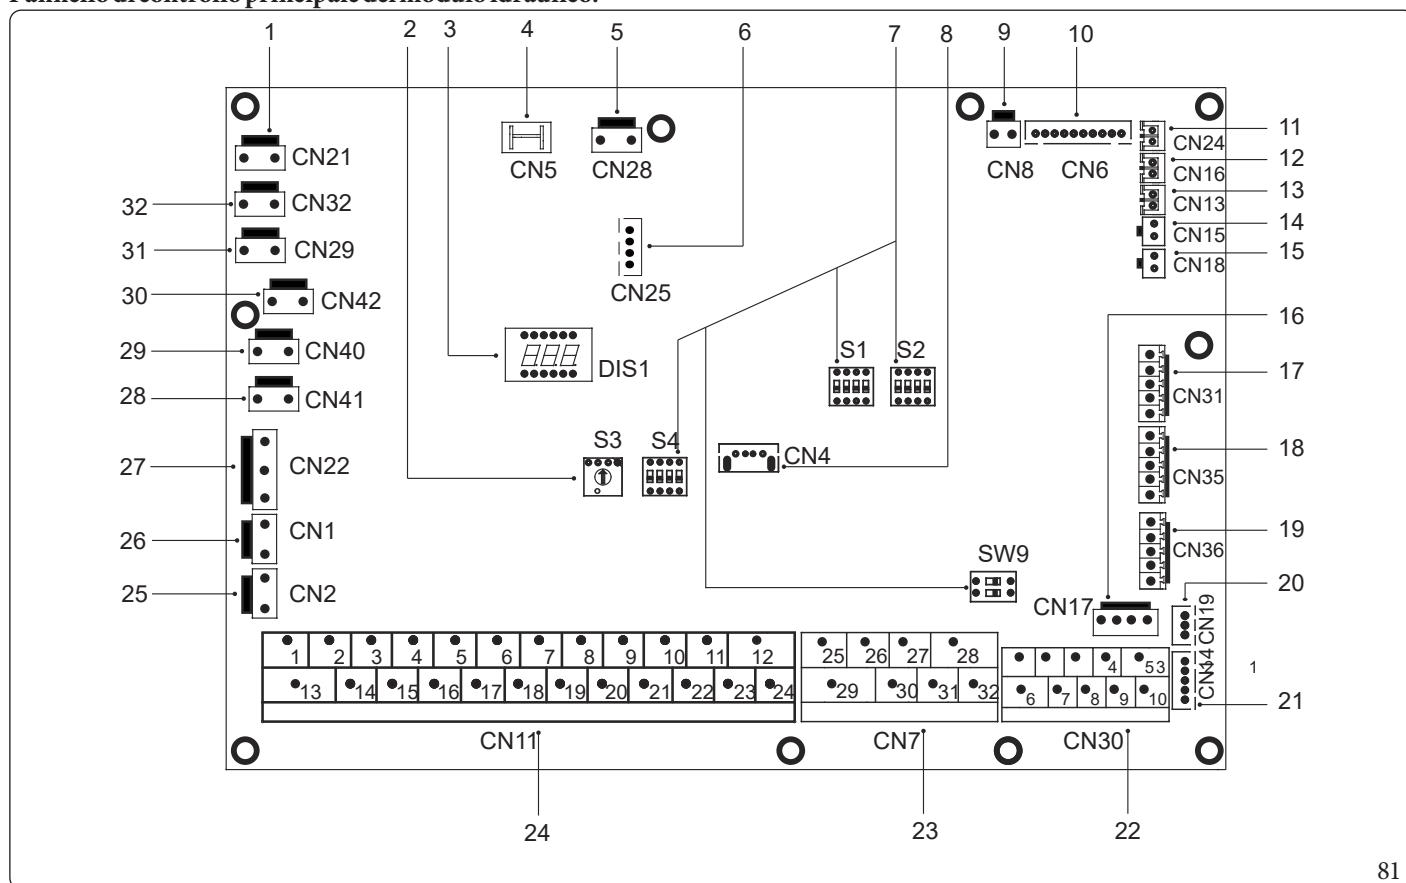 Pannello di controllo principale del modulo idraulico.
1 2 3 4 5 6 7 8 9 10
11
CN21 CN5 CN28 CN8 CN6 CN24
12
CN16
13
32 CN32 CN13
14
CN15
31 CN29 15
CN18
CN25
30 CN42
16
29 CN40 S1 S2
DIS1 17
28 CN41 CN31
S3 S4 18
27 CN22 CN4 CN35
26 CN1 19
CN36
SW9
25 CN2 20
CN17 CN19
1 2 3 4 5 6 7 8 9 10 11 12 25 26 27 28 4 53 CN14 2 1
13 14 15 16 17 18 19 20 21 22 23 24 29 30 31 32 6 7 8 9 10
21
CN11 CN7 CN30
24 23 22
81